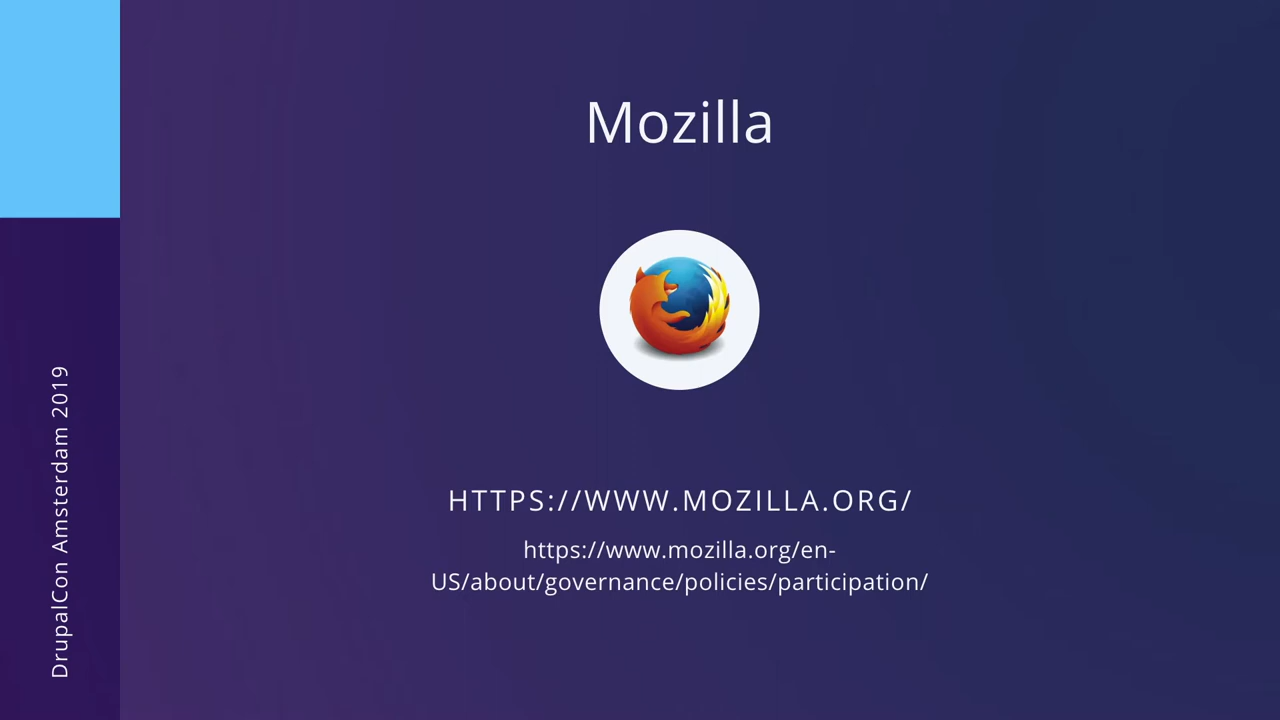 Mozilla
HTTPS://WWW.MOZILLA.ORG/
https://www.mozilla.org/en-
US/about/governance/policies/participation/
DrupalCon Amsterdam 2019